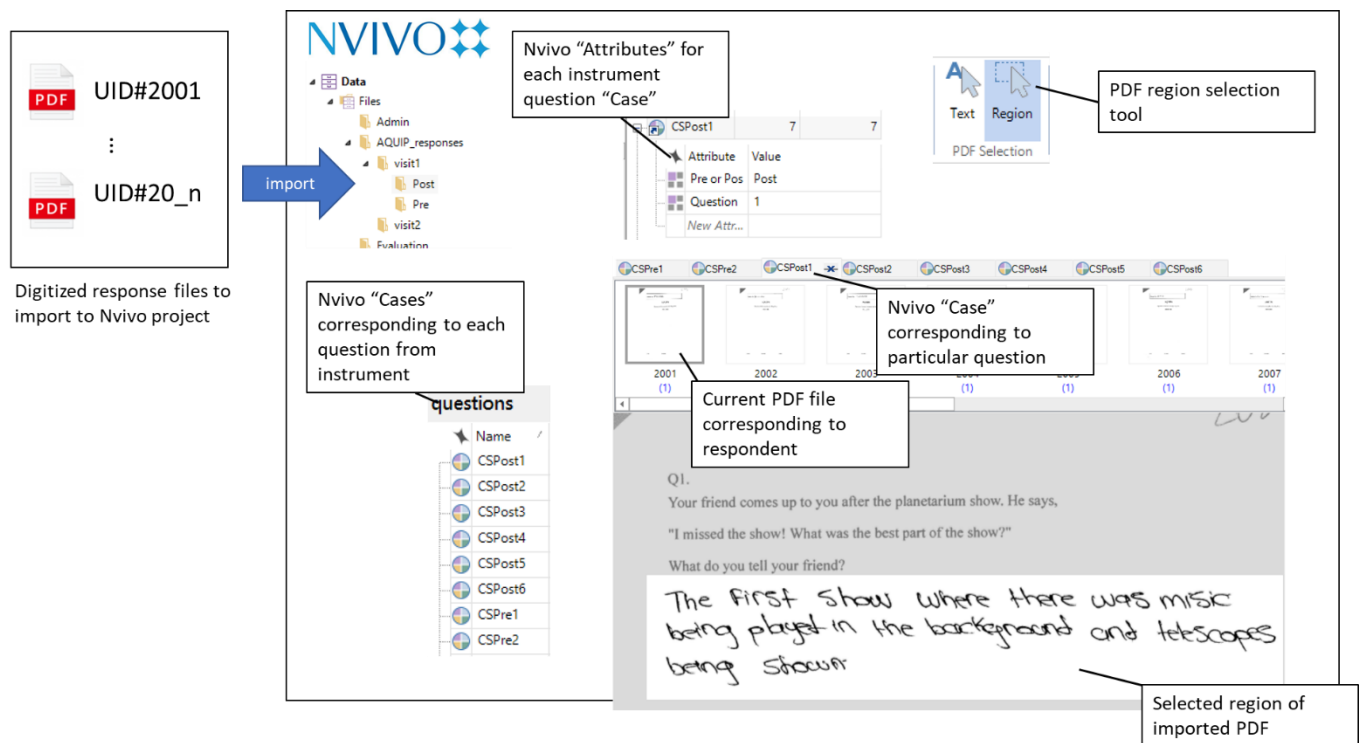 PDF
UID#2001
⋮
PDF
UID#20_n
Digitized response files to
import to Nvivo project
import
NVIVO
Data
Files
Admin
AQUIP_responses
visit1
Post
Pre
visit2
Evaluation
Nvivo "Attributes" for
each instrument
question "Case"
CSPost1 7 7
Attribute Value
Pre or Pos Post
Question 1
New Attr...
A
Text Region
PDF Selection
PDF region selection
tool
Nvivo "Cases"
corresponding to each
question from
instrument
questions
Name
CSPost1
CSPost2
CSPost3
CSPost4
CSPost5
CSPost6
CSPre1
CSPre2
CSPre1 CSPre2 CSPost1 CSPost2 CSPost3 CSPost4 CSPost5 CSPost6
Nvivo "Case"
corresponding to
particular question
2001 2002 2003 2006 2007
(1) (1) (1) (1) (1)
Current PDF file
corresponding to
respondent
Q1.
Your friend comes up to you after the planetarium show. He says,
"I missed the show! What was the best part of the show?"
What do you tell your friend?
The first show where there was misic
being played in the background and telescopes
being shown
Selected region of
imported PDF